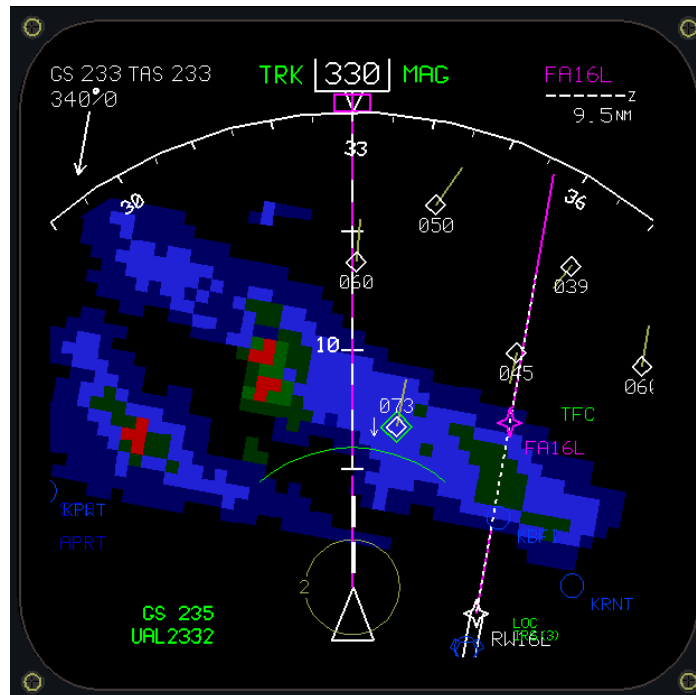 GS 233 TAS 233
TRK 330 MAG
FA16L
340°/0
Z
9.5NM
33
30
36
050
060
039
10
045
060
073
TFC
FA16L
KPWT
KBFI
APRT
2
KRNT
GS 235
LOC
UAL2332
RW16L